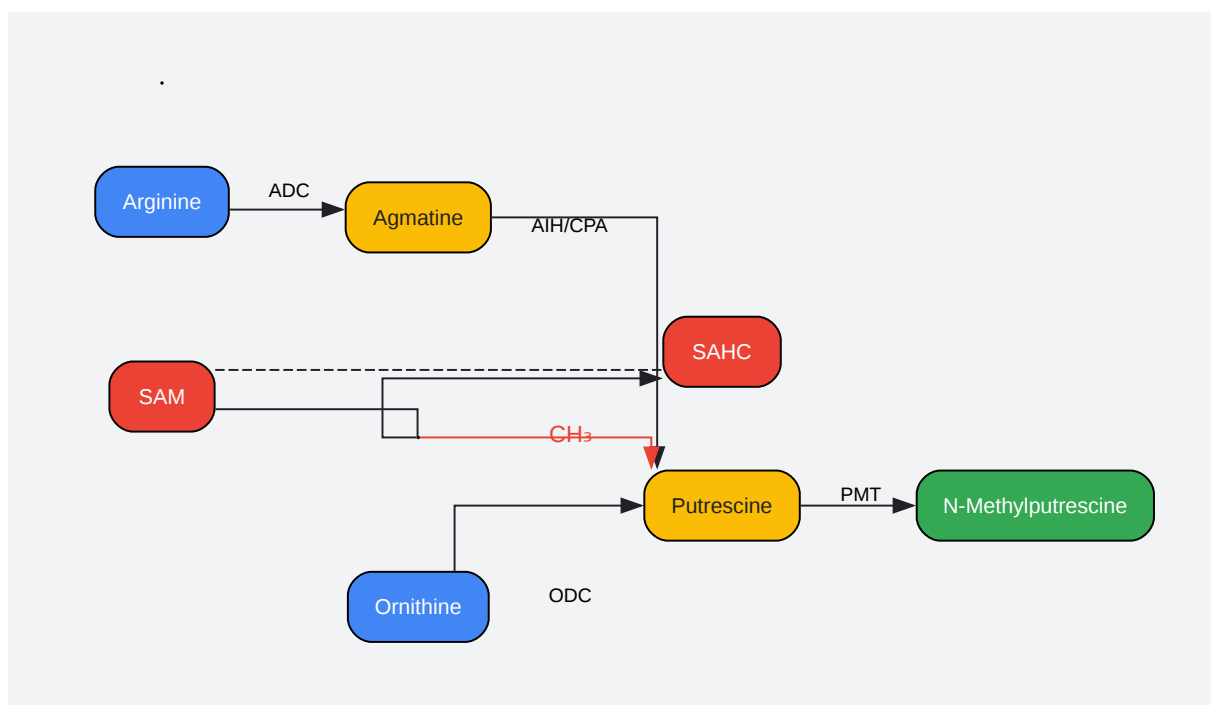 .
Arginine
ADC
Agmatine
AIH/CPA
SAHC
SAM
CH₃
Putrescine
PMT
N-Methylputrescine
Ornithine
ODC